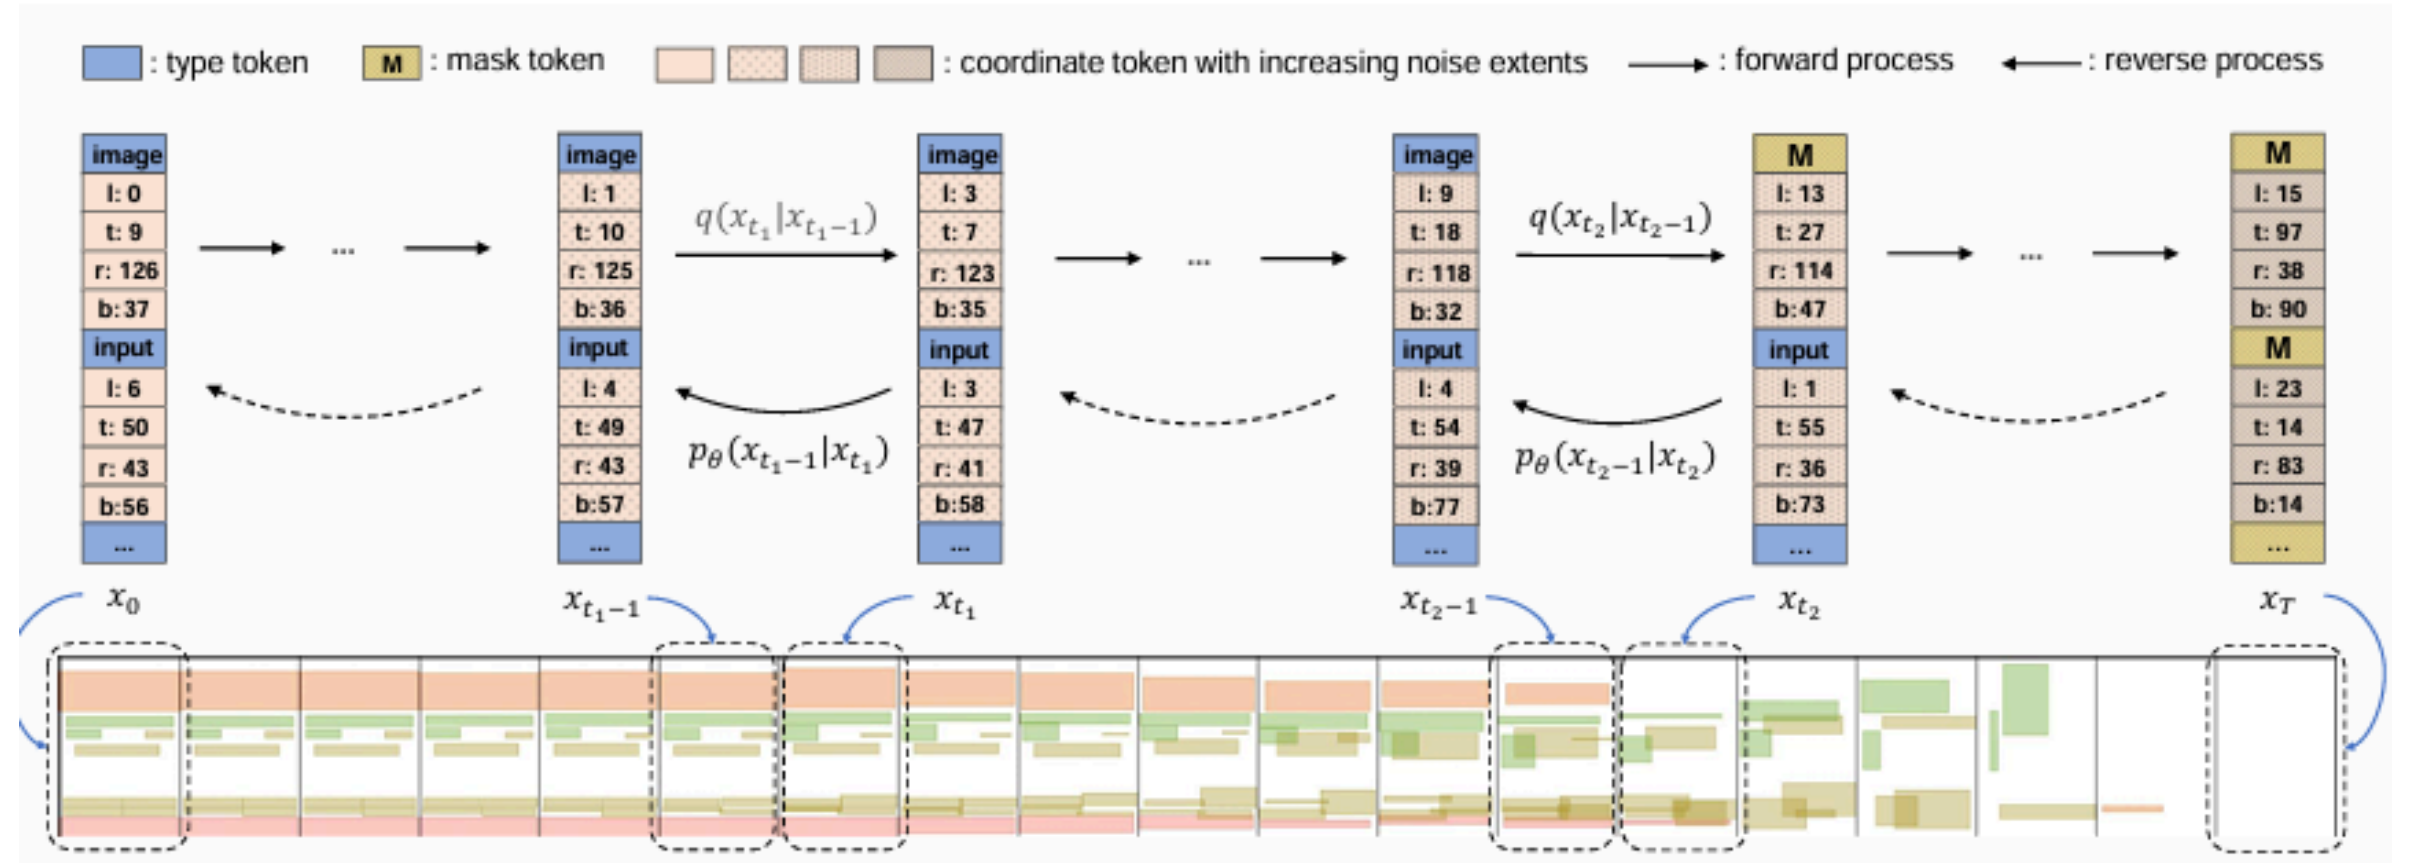 : type token M : mask token : coordinate token with increasing noise extents : forward process : reverse process
image image image image M M
l: 0 l: 1 l: 3 l: 9 l: 13 l: 15
t: 9 t: 10 t: 7 t: 18 t: 27 t: 97
r: 126 r: 125 r: 123 r: 118 r: 114 r: 38
b:37 b:36 b:35 b:32 b:47 b: 90
input input input input input M
l: 6 l: 4 l: 3 l: 4 l: 1 l: 23
t: 50 t: 49 t: 47 t: 54 t: 55 t: 14
r: 43 r: 43 r: 41 r: 39 r: 36 r: 83
b:56 b:57 b:58 b:77 b:73 b:14
... ... ... ... ... ...
... q(x_{t_1}|x_{t_1-1}) ... q(x_{t_2}|x_{t_2-1}) ...
p_θ(x_{t_1-1}|x_{t_1}) p_θ(x_{t_2-1}|x_{t_2})
x_0 x_{t_1-1} x_{t_1} x_{t_2-1} x_{t_2} x_T